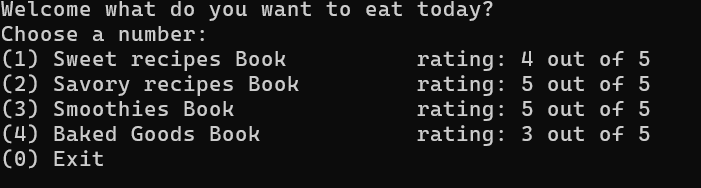 Welcome what do you want to eat today?
Choose a number:
(1) Sweet recipes Book          rating: 4 out of 5
(2) Savory recipes Book         rating: 5 out of 5
(3) Smoothies Book              rating: 5 out of 5
(4) Baked Goods Book            rating: 3 out of 5
(0) Exit